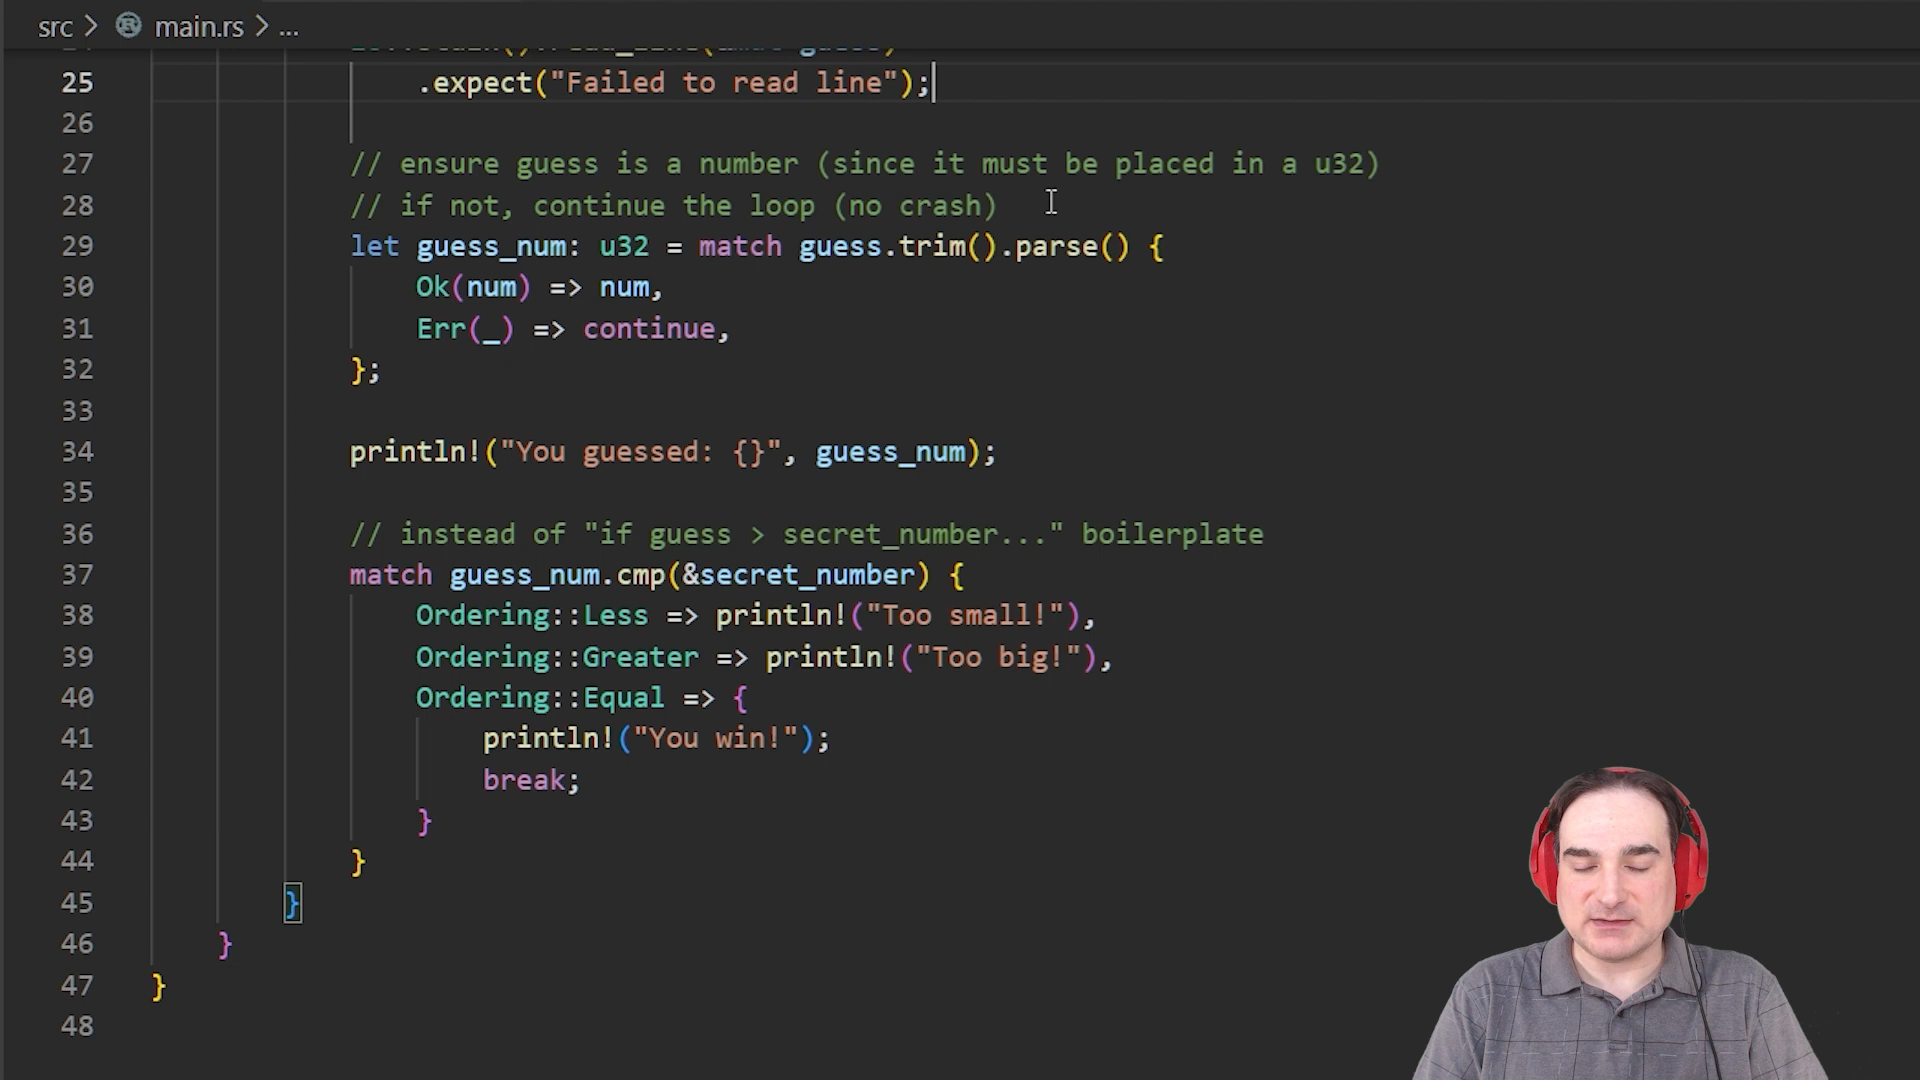 src > main.rs > ...
25 .expect("Failed to read line");
26
27 // ensure guess is a number (since it must be placed in a u32)
28 // if not, continue the loop (no crash)
29 let guess_num: u32 = match guess.trim().parse() {
30 Ok(num) => num,
31 Err(_) => continue,
32 };
33
34 println!("You guessed: {}", guess_num);
35
36 // instead of "if guess > secret_number..." boilerplate
37 match guess_num.cmp(&secret_number) {
38 Ordering::Less => println!("Too small!"),
39 Ordering::Greater => println!("Too big!"),
40 Ordering::Equal => {
41 println!("You win!");
42 break;
43 }
44 }
45 }
46 }
47 }
48